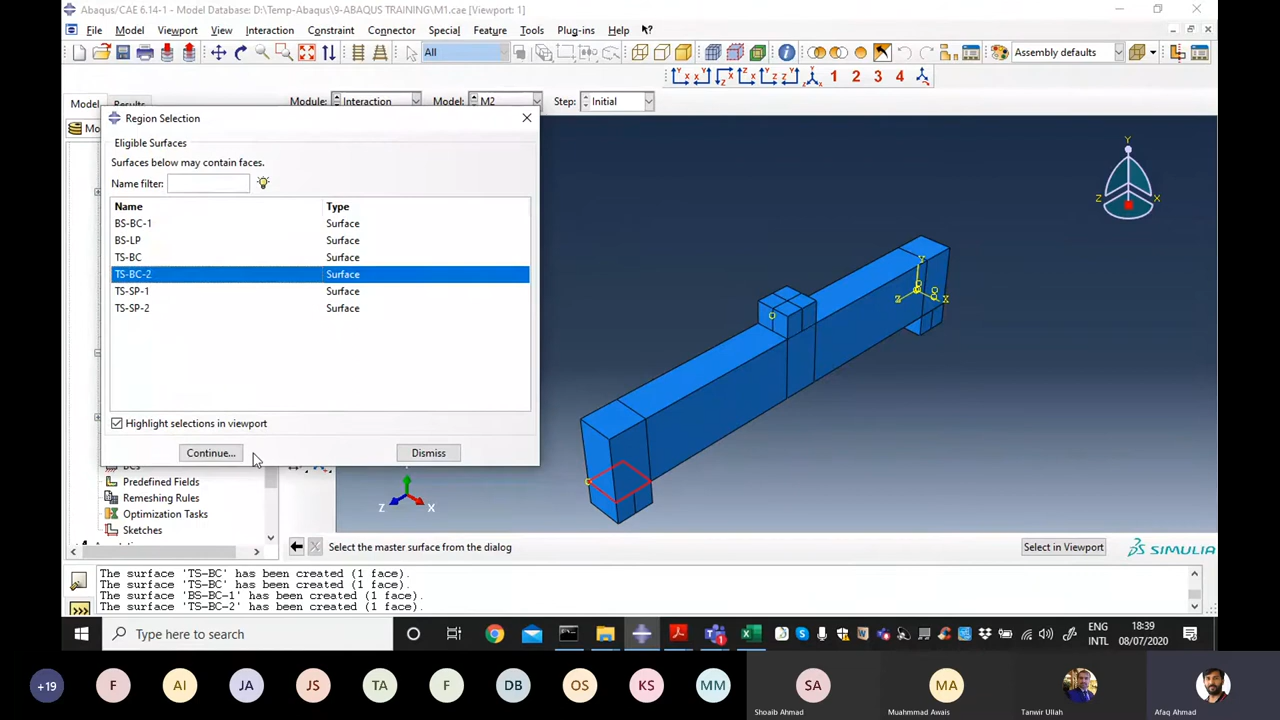 Abaqus/CAE 6.14-1 - Model Database: D:\Temp-Abaqus\9-ABAQUS TRAINING\M1.cae [Viewport: 1]
File Model Viewport View Interaction Constraint Connector Special Feature Tools Plug-ins Help
All
Assembly defaults
1 2 3 4
Model Results
Module: Interaction Model: M2 Step: Initial
Mo
Region Selection
Eligible Surfaces
Surfaces below may contain faces.
Name filter:
Name Type
BS-BC-1 Surface
BS-LP Surface
TS-BC Surface
TS-BC-2 Surface
TS-SP-1 Surface
TS-SP-2 Surface
Highlight selections in viewport
Continue... Dismiss
BCs
Predefined Fields
Remeshing Rules
Optimization Tasks
Sketches
Y
Z X
Y
Z X
Z X
Select the master surface from the dialog
Select in Viewport
SIMULIA
The surface 'TS-BC' has been created (1 face).
The surface 'TS-BC' has been created (1 face).
The surface 'BS-BC-1' has been created (1 face).
The surface 'TS-BC-2' has been created (1 face).
Type here to search
ENG
INTL
18:39
08/07/2020
+19 F AI JA JS TA F DB OS KS MM SA MA
Shoaib Ahmad Muahmmad Awais Tanwir Ullah Afaq Ahmad